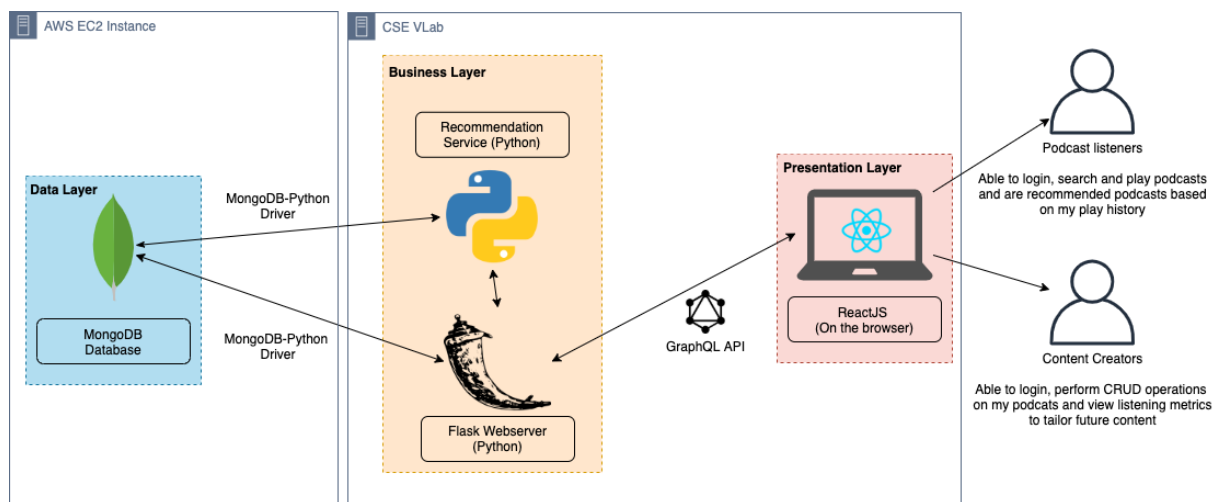 AWS EC2 Instance
CSE VLab
Business Layer
Recommendation
Service (Python)
Data Layer
MongoDB-Python
Driver
MongoDB
Database
MongoDB-Python
Driver
Flask Webserver
(Python)
GraphQL API
Presentation Layer
ReactJS
(On the browser)
Podcast listeners
Able to login, search and play podcasts
and are recommended podcasts based
on my play history
Content Creators
Able to login, perform CRUD operations
on my podcats and view listening metrics
to tailor future content